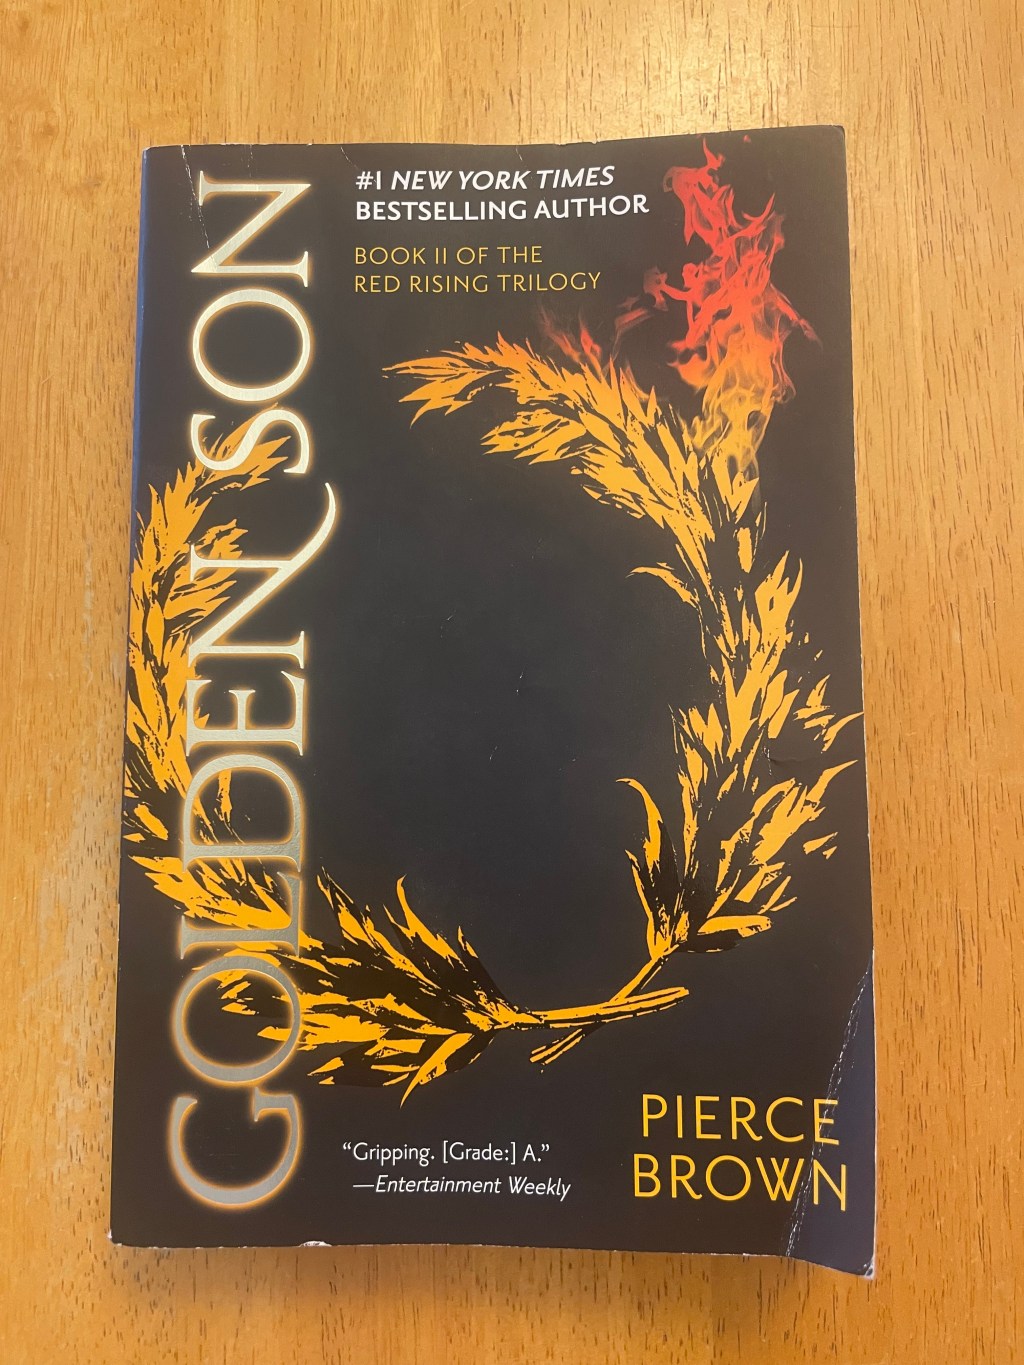 GOLDEN SON
#1 NEW YORK TIMES
BESTSELLING AUTHOR
BOOK II OF THE
RED RISING TRILOGY
“Gripping. [Grade:] A.”
—Entertainment Weekly
PIERCE
BROWN